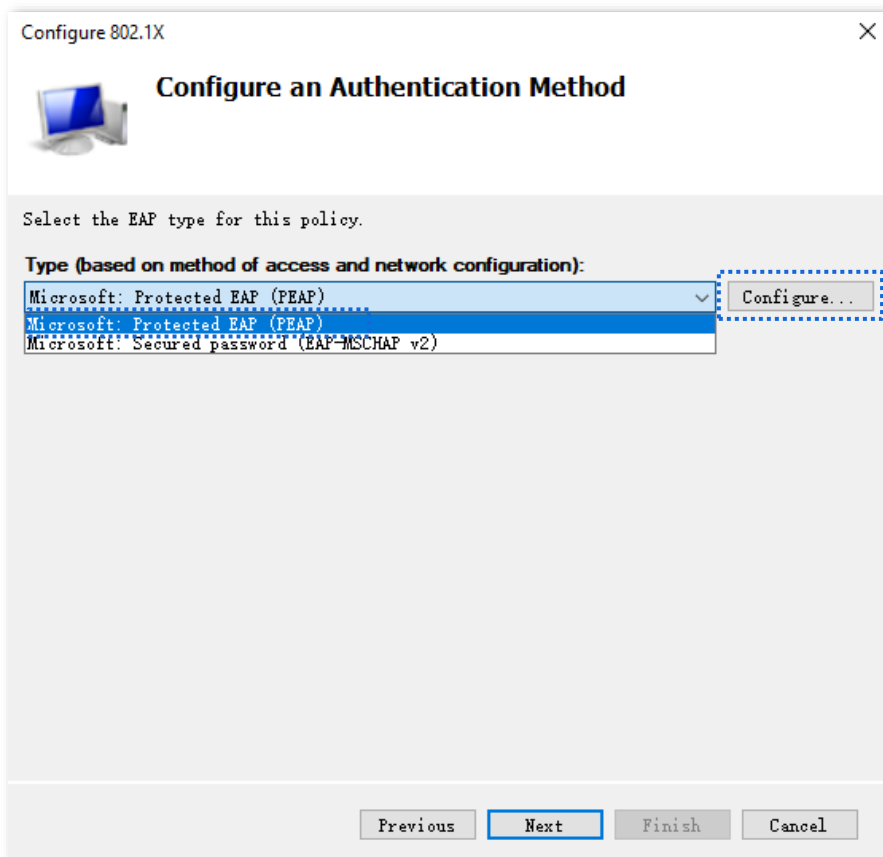 Configure 802.1X
Configure an Authentication Method
Select the EAP type for this policy.
Type (based on method of access and network configuration):
Microsoft: Protected EAP (PEAP)
Configure...
Microsoft: Protected EAP (PEAP)
Microsoft: Secured password (EAP-MSCHAP v2)
Previous
Next
Finish
Cancel